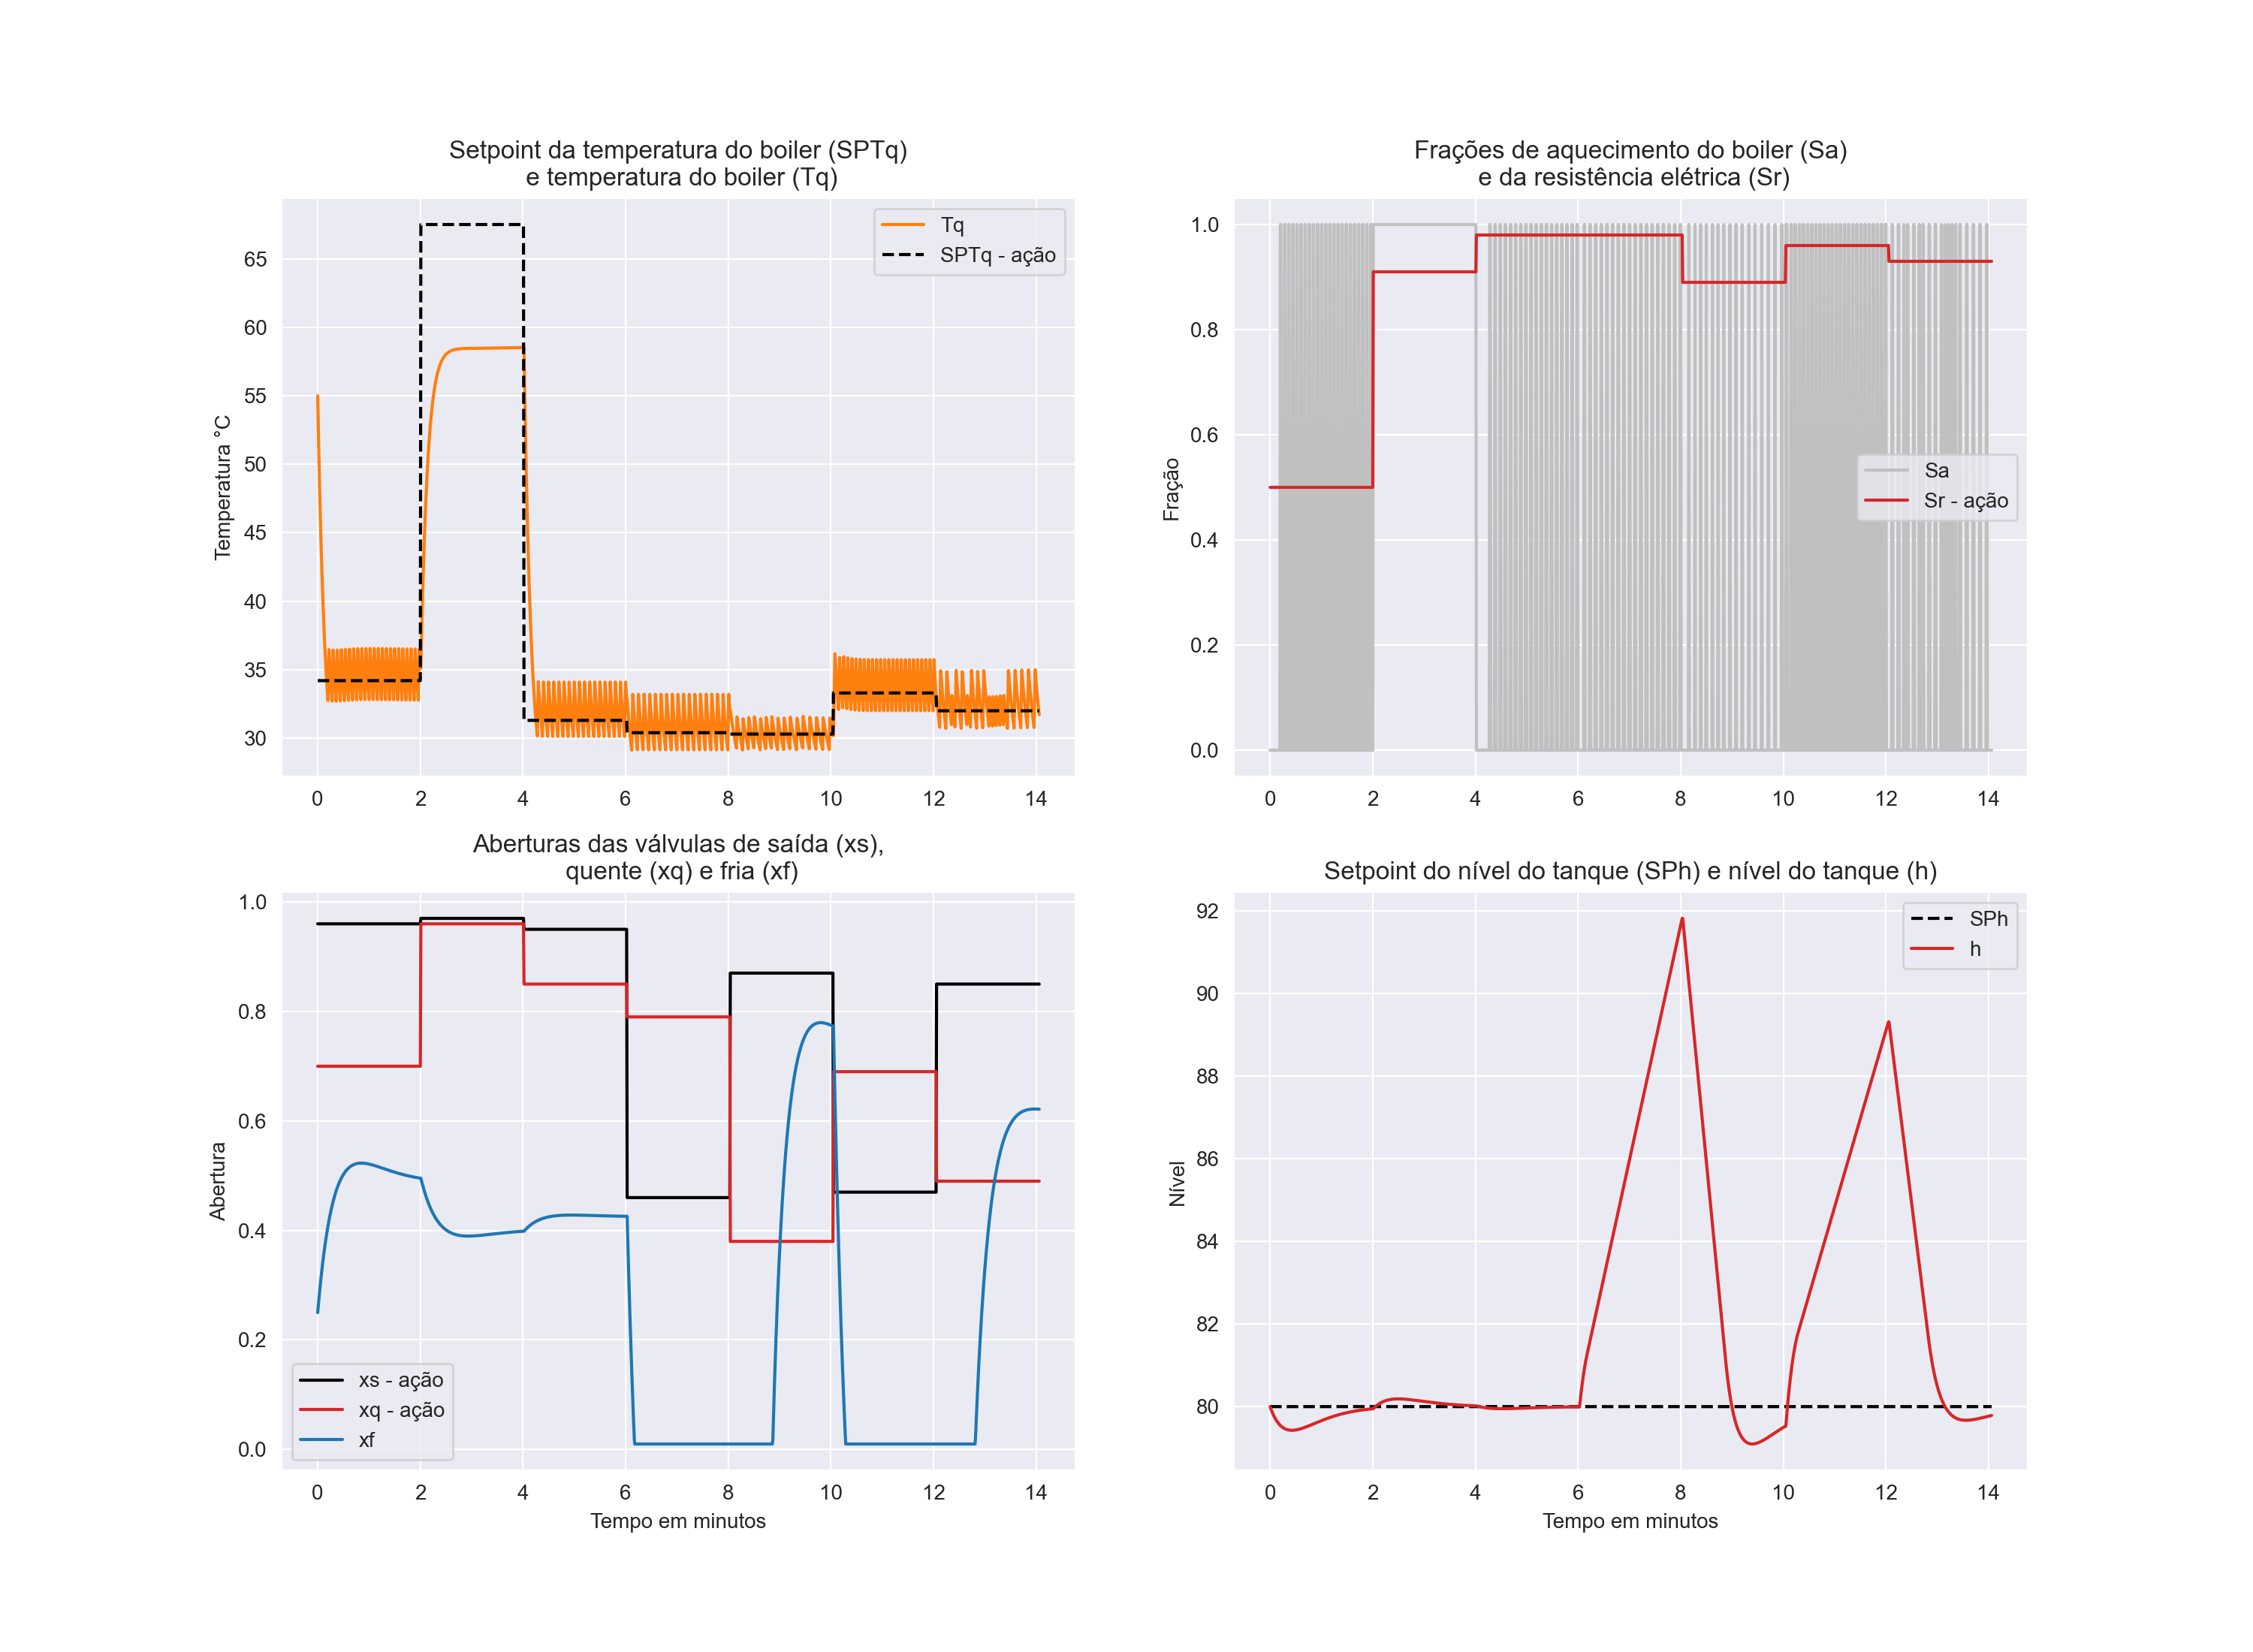 Setpoint da temperatura do boiler (SPTq)
e temperatura do boiler (Tq)
Temperatura °C
65
60
55
50
45
40
35
30
0 2 4 6 8 10 12 14
Tq
SPTq - ação
Frações de aquecimento do boiler (Sa)
e da resistência elétrica (Sr)
Fração
1.0
0.8
0.6
0.4
0.2
0.0
0 2 4 6 8 10 12 14
Sa
Sr - ação
Aberturas das válvulas de saída (xs),
quente (xq) e fria (xf)
Abertura
1.0
0.8
0.6
0.4
0.2
0.0
0 2 4 6 8 10 12 14
Tempo em minutos
xs - ação
xq - ação
xf
Setpoint do nível do tanque (SPh) e nível do tanque (h)
Nível
92
90
88
86
84
82
80
0 2 4 6 8 10 12 14
Tempo em minutos
SPh
h